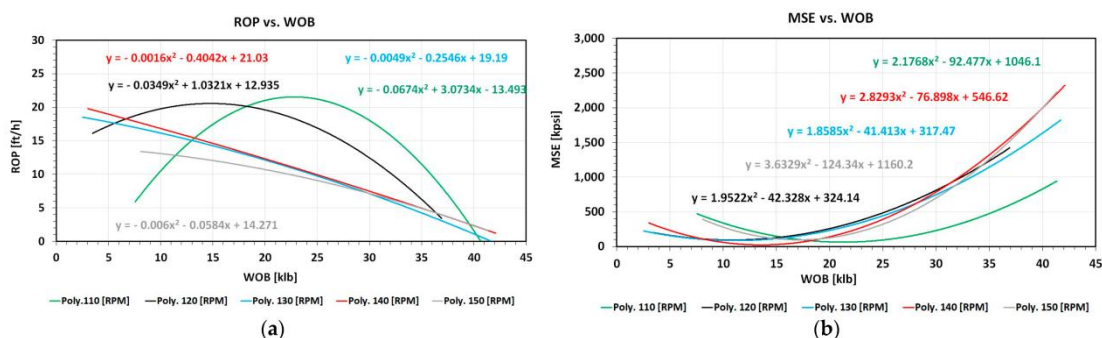 ROP vs. WOB
30
25
20
15
10
5
0
ROP [ft/h]
y = - 0.0016x² - 0.4042x + 21.03
y = - 0.0049x² - 0.2546x + 19.19
y = - 0.0349x² + 1.0321x + 12.935
y = - 0.0674x² + 3.0734x - 13.493
y = - 0.006x² - 0.0584x + 14.271
0 5 10 15 20 25 30 35 40 45
WOB [klb]
Poly.110 [RPM] Poly. 120 [RPM] Poly. 130 [RPM] Poly. 140 [RPM] Poly. 150 [RPM]
(a)
MSE vs. WOB
3,000
2,500
2,000
1,500
1,000
500
0
MSE [kpsi]
2.1768x² - 92.477x + 1046.1
2.8293x² - 76.898x + 546.62
y = 1.8585x² - 41.413x + 317.47
y = 3.6329x² - 124.34x + 1160.2
y = 1.9522x² - 42.328x + 324.14
0 5 10 15 20 25 30 35 40 45
WOB [klb]
Poly.110 [RPM] Poly. 120 [RPM] Poly. 130 [RPM] Poly. 140 [RPM] Poly. 150 [RPM]
(b)